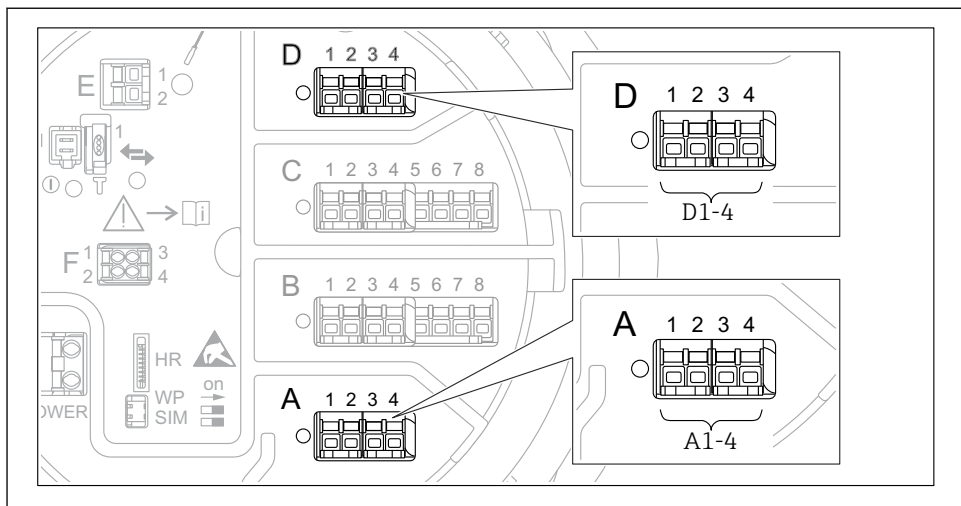 D 1 2 3 4
E 1
2
1
C 1 2 3 4 5 6 7 8
F 1 3
2 4
B 1 2 3 4 5 6 7 8
HR
WP on
SIM
OWER
A 1 2 3 4
D 1 2 3 4
D1-4
A 1 2 3 4
A1-4